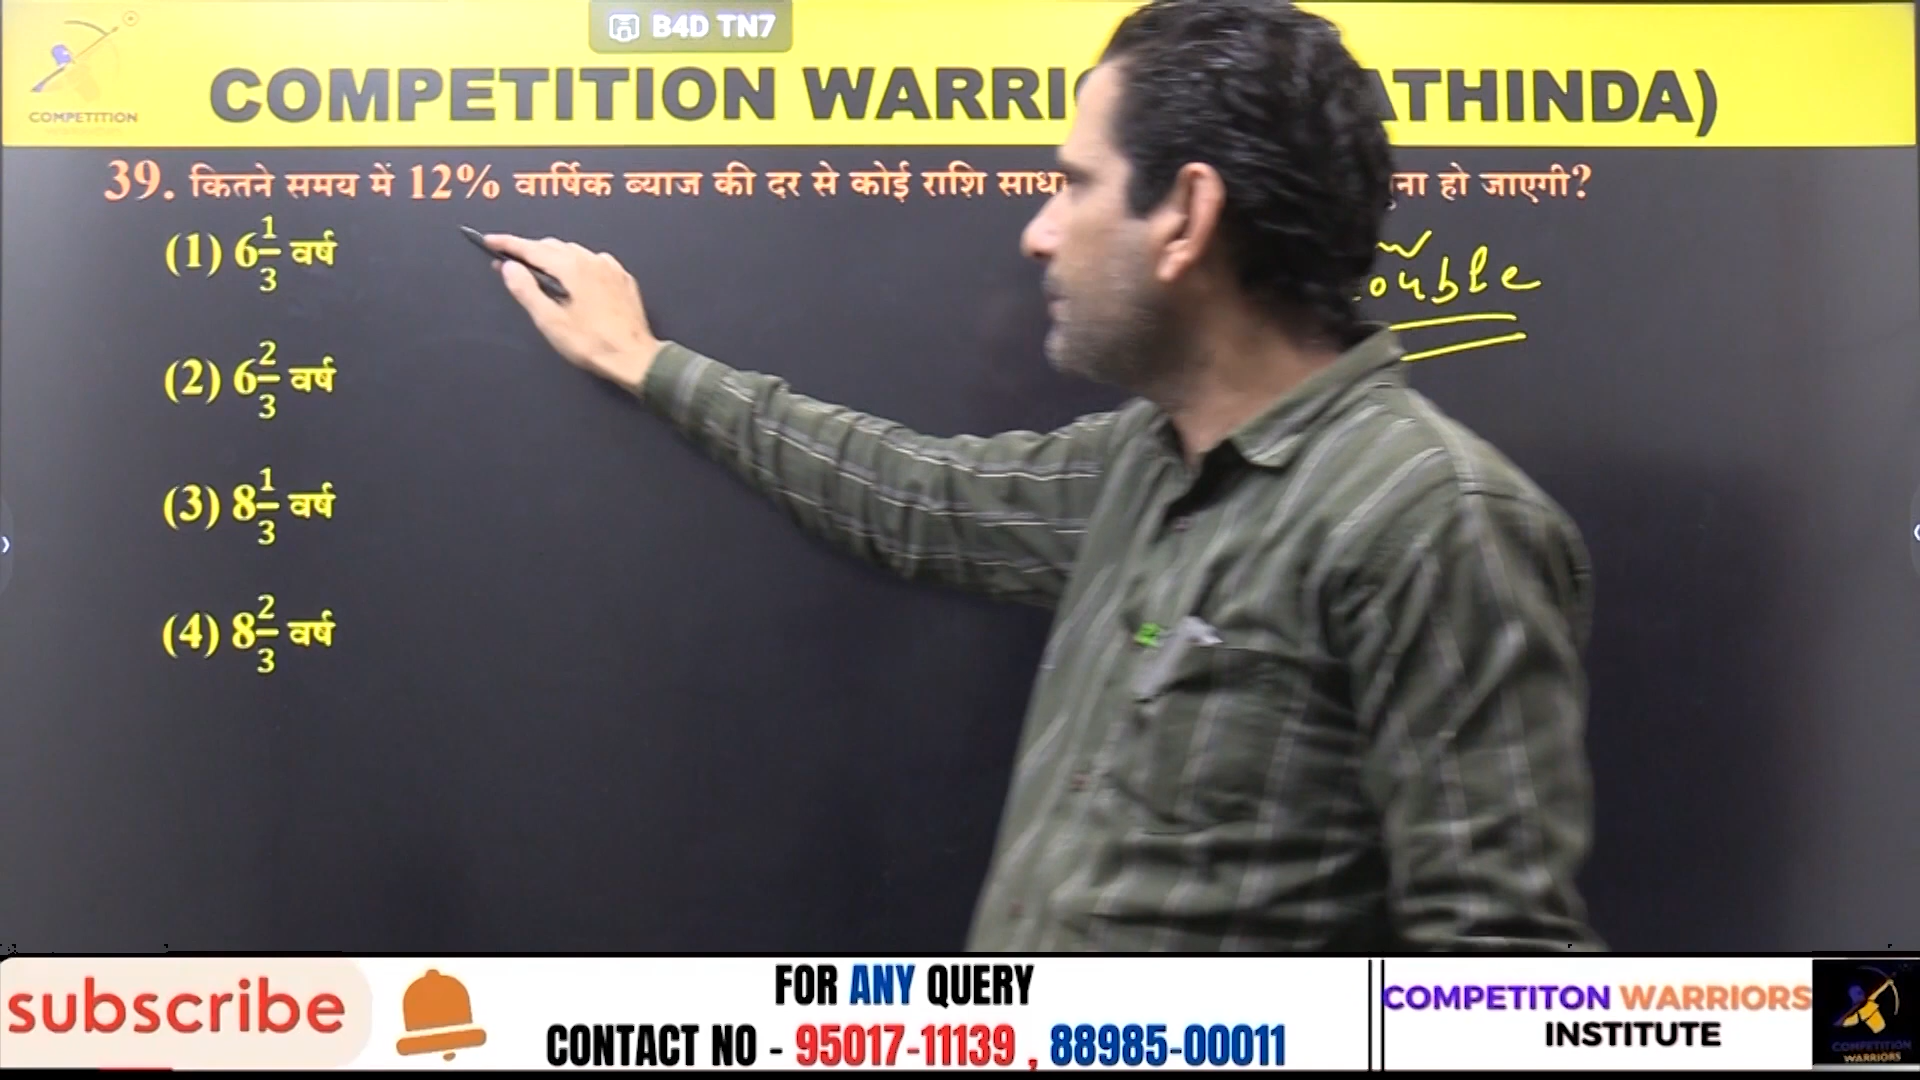 B4D TN7
COMPETITION WARRI ATHINDA)
COMPETITION
39. कितने समय में 12% वार्षिक ब्याज की दर से कोई राशि साधा ना हो जाएगी?
(1) 6 1/3 वर्ष
ouble
(2) 6 2/3 वर्ष
(3) 8 1/3 वर्ष
(4) 8 2/3 वर्ष
subscribe
FOR ANY QUERY
CONTACT NO - 95017-11139 , 88985-00011
COMPETITON WARRIORS
INSTITUTE
COMPETITION
WARRIORS